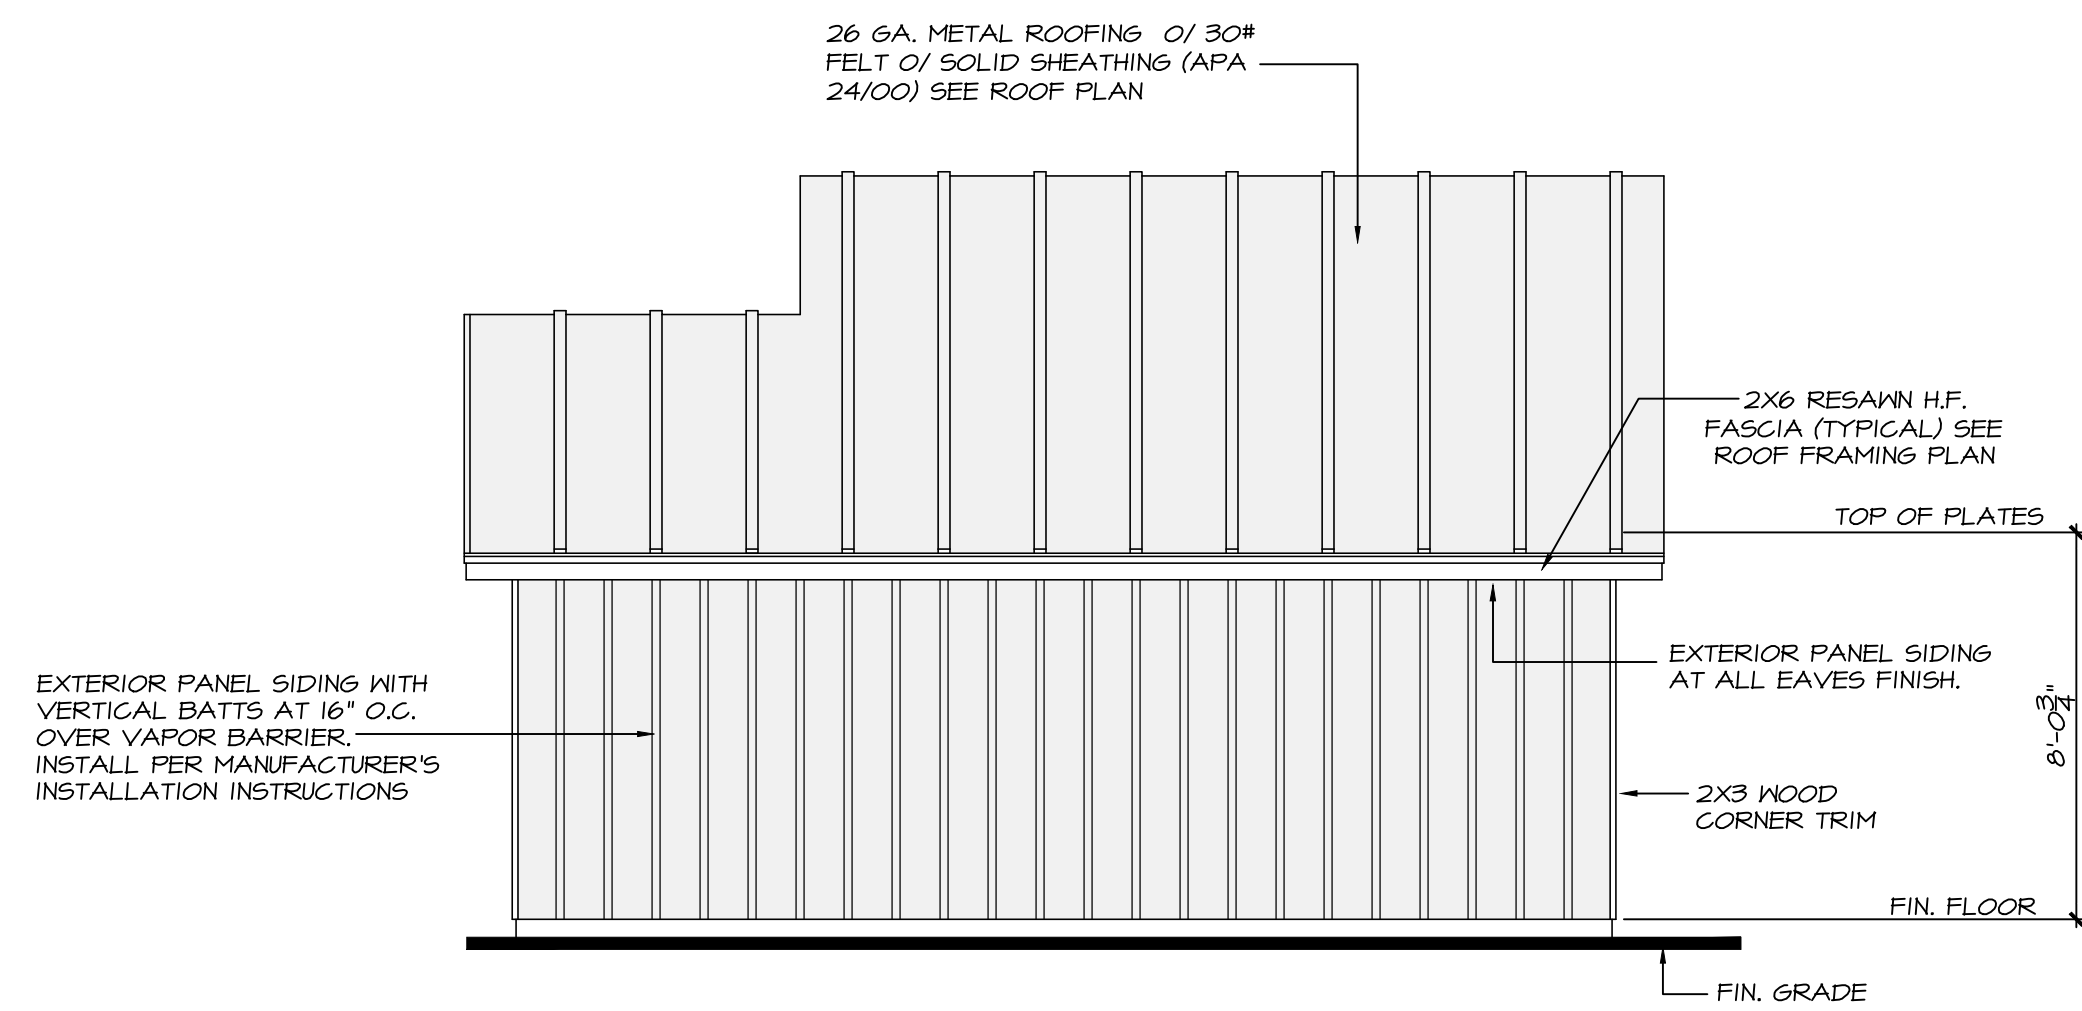 26 GA. METAL ROOFING O/ 30#
FELT O/ SOLID SHEATHING (APA
24/00) SEE ROOF PLAN
2X6 RESAWN H.F.
FASCIA (TYPICAL) SEE
ROOF FRAMING PLAN
TOP OF PLATES
EXTERIOR PANEL SIDING
AT ALL EAVES FINISH.
8'-0 3/4"
EXTERIOR PANEL SIDING WITH
VERTICAL BATTS AT 16" O.C.
OVER VAPOR BARRIER.
INSTALL PER MANUFACTURER'S
INSTALLATION INSTRUCTIONS
2X3 WOOD
CORNER TRIM
FIN. FLOOR
FIN. GRADE